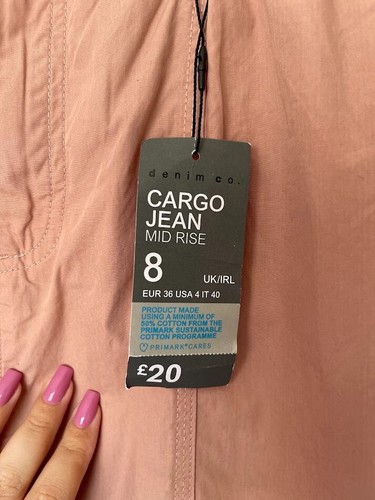 denim co.
CARGO
JEAN
MID RISE
8 UK/IRL
EUR 36 USA 4 IT 40
PRODUCT MADE
USING A MINIMUM OF
50% COTTON FROM THE
PRIMARK SUSTAINABLE
COTTON PROGRAMME
PRIMARK CARES
£20